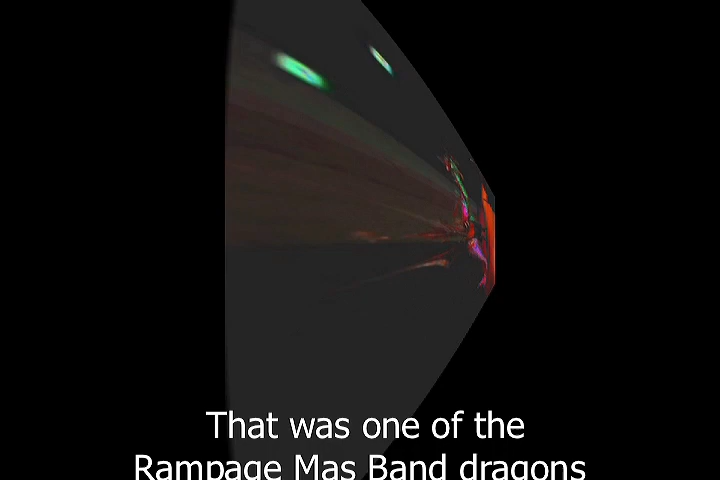 That was one of the
Rampage Mas Band dragons